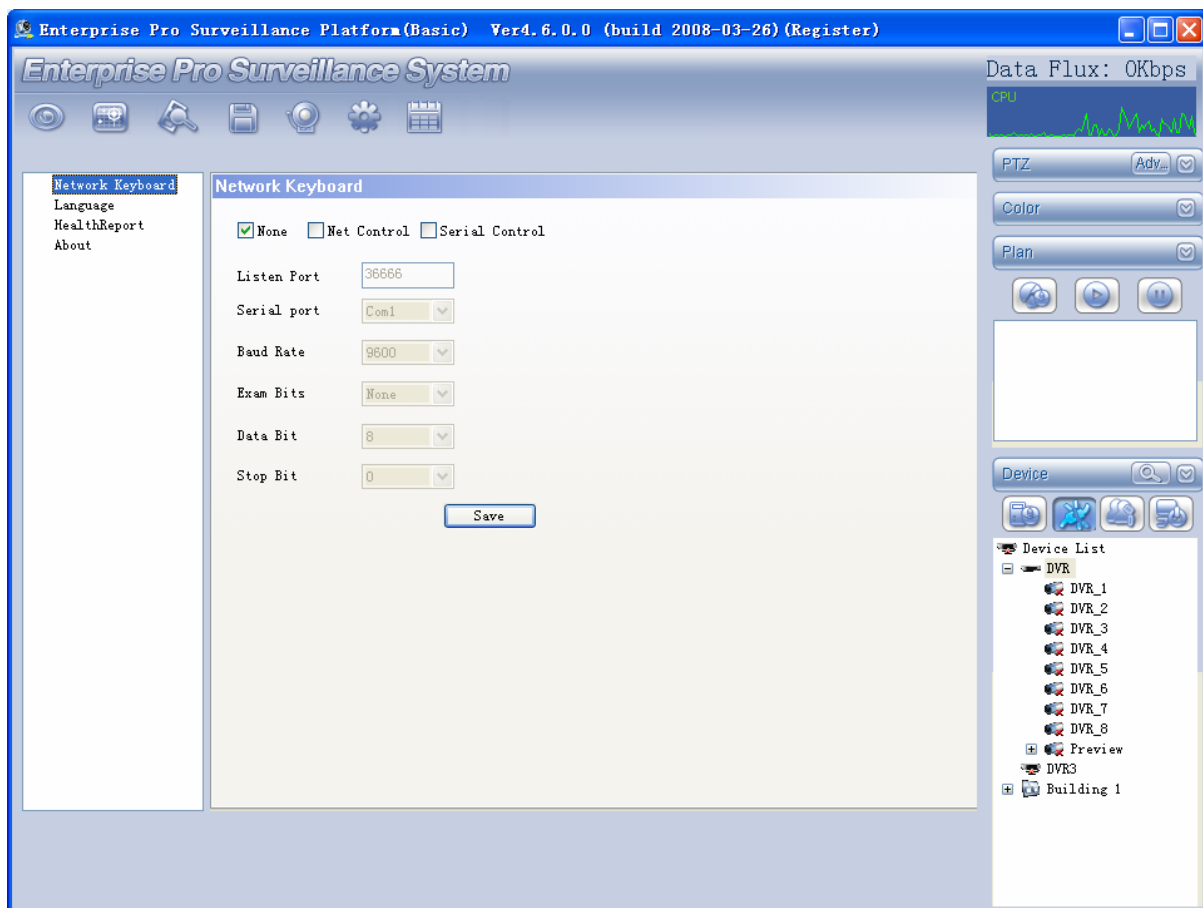 Enterprise Pro Surveillance Platform(Basic) Ver4.6.0.0 (build 2008-03-26)(Register)
Enterprise Pro Surveillance System
Data Flux: 0Kbps
CPU
PTZ Adv..
Color
Plan
Network Keyboard
Language
HealthReport
About
Network Keyboard
None Net Control Serial Control
Listen Port 36666
Serial port Com1
Baud Rate 9600
Exam Bits None
Data Bit 8
Stop Bit 0
Save
Device
Device List
DVR
DVR_1
DVR_2
DVR_3
DVR_4
DVR_5
DVR_6
DVR_7
DVR_8
Preview
DVR3
Building 1